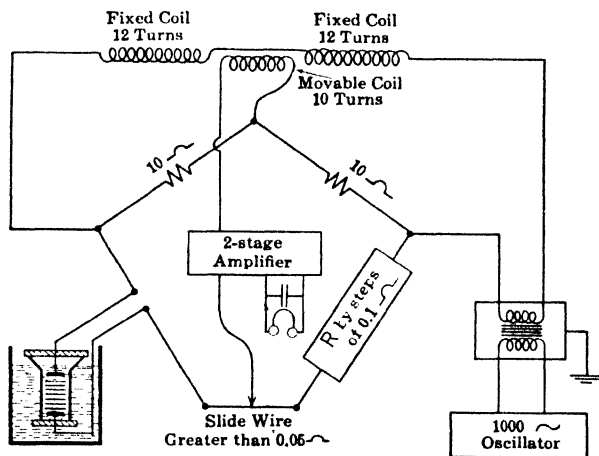 Fixed Coil
12 Turns
Fixed Coil
12 Turns
Movable Coil
10 Turns
10
10
2-stage
Amplifier
R by steps
of 0.1
Slide Wire
Greater than 0.05
1000 ~
Oscillator